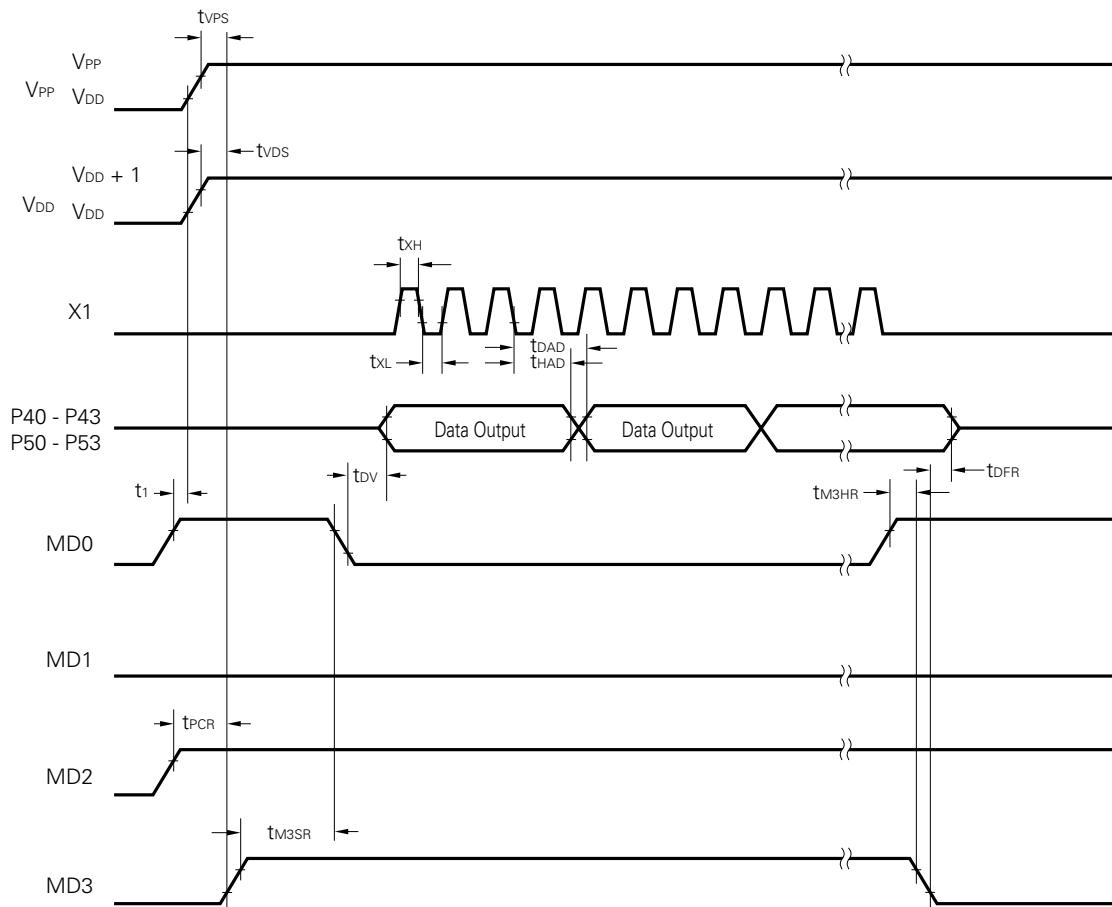 tVPS
VPP
VPP VDD
tVDS
VDD + 1
VDD VDD
tXH
X1
tDAD
tXL tHAD
P40 - P43
P50 - P53
Data Output Data Output
tDV tDFR
t1 tM3HR
MD0
MD1
tPCR
MD2
tM3SR
MD3